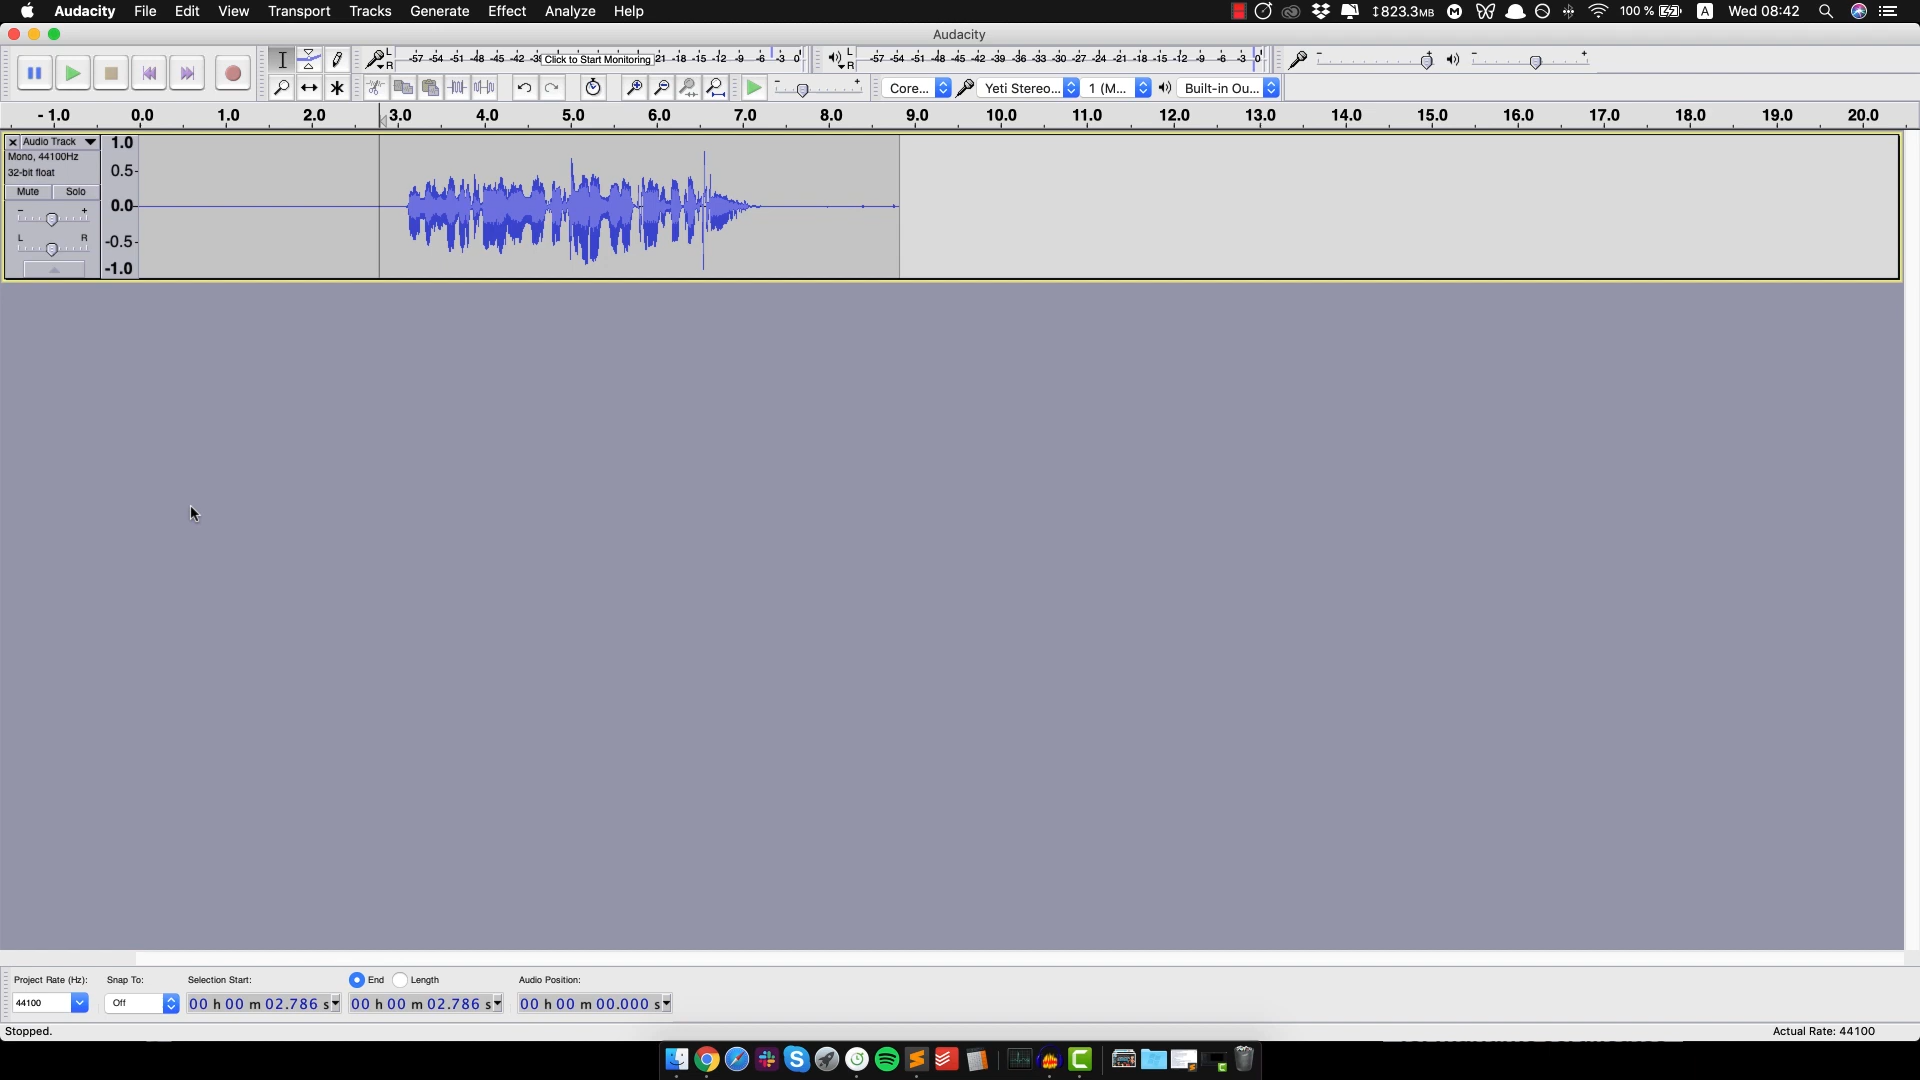 Audacity File Edit View Transport Tracks Generate Effect Analyze Help 823.3MB 100 % A Wed 08:42
Audacity
L R -57 -54 -51 -48 -45 -42 Click to Start Monitoring 21 -18 -15 -12 -9 -6 -3 0 L R -57 -54 -51 -48 -45 -42 -39 -36 -33 -30 -27 -24 -21 -18 -15 -12 -9 -6 -3 0 - + - +
- + Core... Yeti Stereo... 1 (M... Built-in Ou...
- 1.0 0.0 1.0 2.0 3.0 4.0 5.0 6.0 7.0 8.0 9.0 10.0 11.0 12.0 13.0 14.0 15.0 16.0 17.0 18.0 19.0 20.0
Audio Track 1.0
Mono, 44100Hz
32-bit float 0.5-
Mute Solo
- + 0.0-
L R -0.5-
-1.0
Project Rate (Hz): Snap To: Selection Start: End Length Audio Position:
44100 Off 00 h 00 m 02.786 s 00 h 00 m 02.786 s 00 h 00 m 00.000 s
Stopped. Actual Rate: 44100